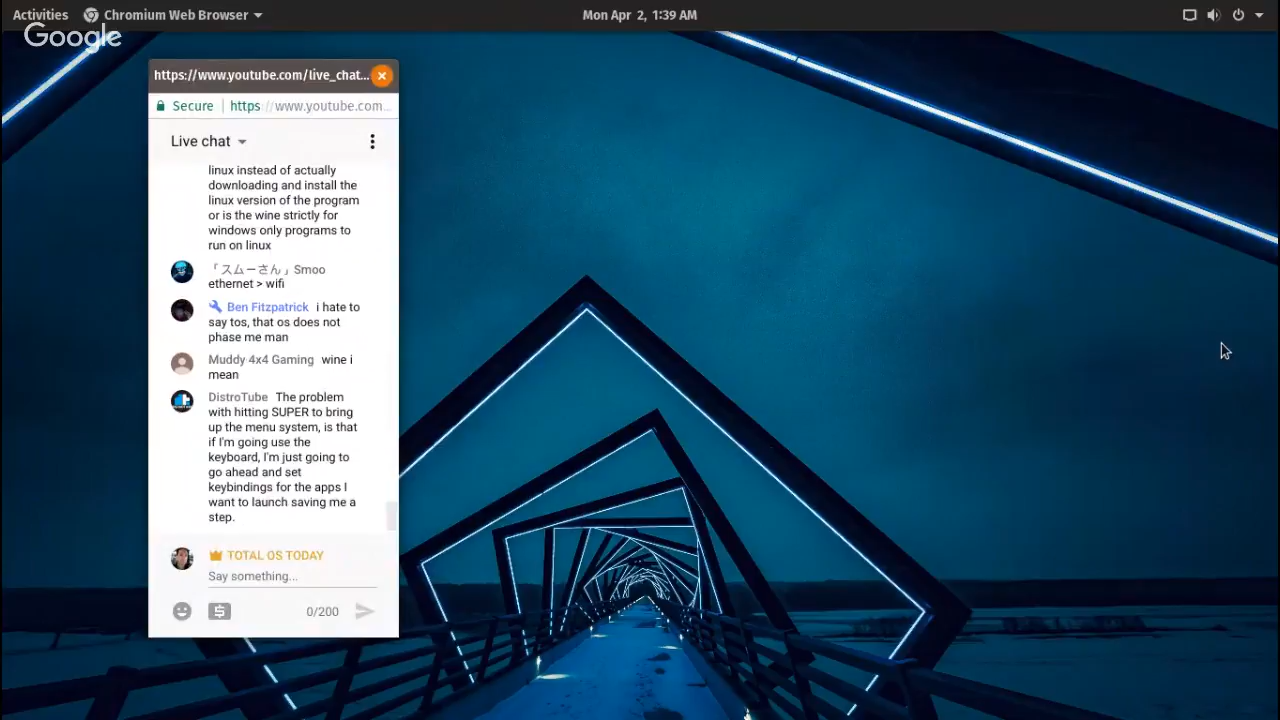 Activities Chromium Web Browser Mon Apr 2, 1:39 AM
Google
https://www.youtube.com/live_chat...
Secure https://www.youtube.com...
Live chat
linux instead of actually
downloading and install the
linux version of the program
or is the wine strictly for
windows only programs to
run on linux
「スムーさん」Smoo
ethernet > wifi
Ben Fitzpatrick i hate to
say tos, that os does not
phase me man
Muddy 4x4 Gaming wine i
mean
DistroTube The problem
with hitting SUPER to bring
up the menu system, is that
if I'm going use the
keyboard, I'm just going to
go ahead and set
keybindings for the apps I
want to launch saving me a
step.
TOTAL OS TODAY
Say something...
0/200